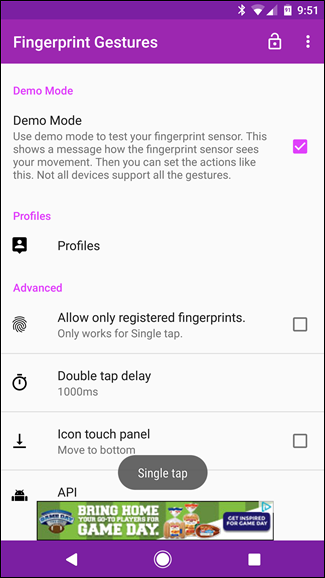 9:51
Fingerprint Gestures
Demo Mode
Demo Mode
Use demo mode to test your fingerprint sensor. This
shows a message how the fingerprint sensor sees
your movement. Then you can set the actions like
this. Not all devices support all the gestures.
Profiles
Profiles
Advanced
Allow only registered fingerprints.
Only works for Single tap.
Double tap delay
1000ms
Icon touch panel
Move to bottom
Single tap
API
GAME DAY
BRING HOME
YOUR GO-TO PLAYERS FOR
GAME DAY.
GET INSPIRED
FOR GAME DAY